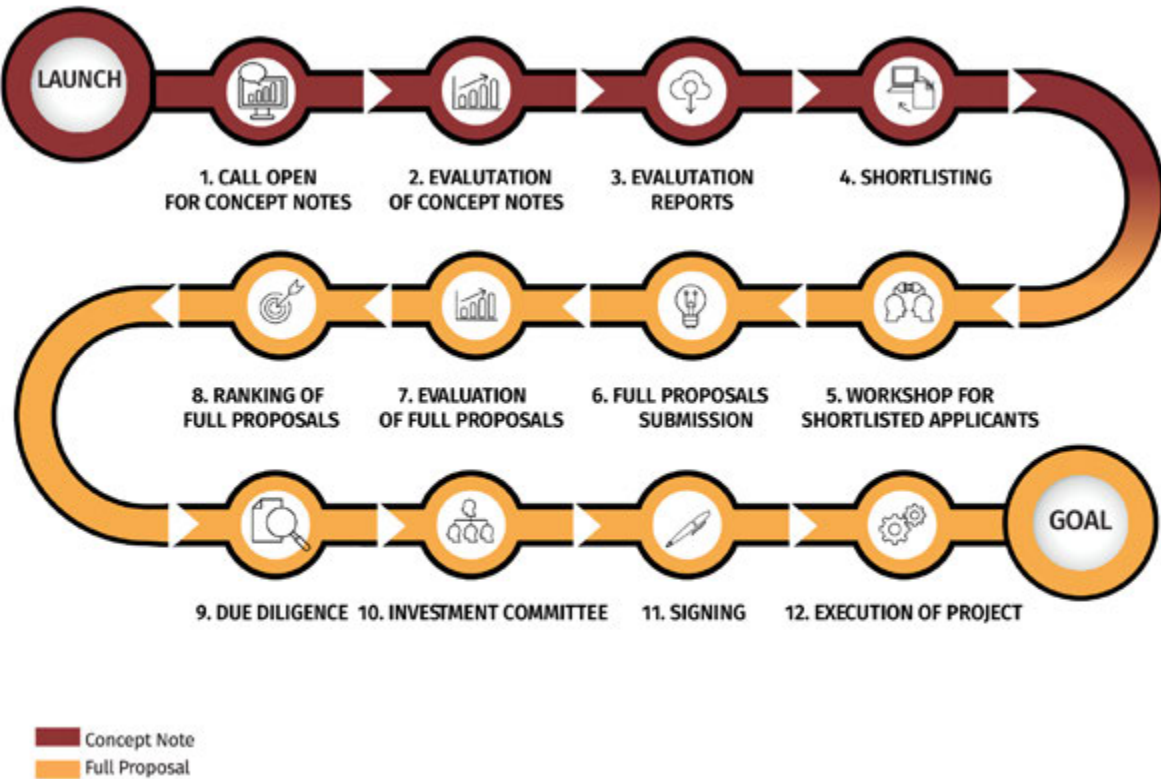 LAUNCH
1. CALL OPEN
FOR CONCEPT NOTES
2. EVALUTATION
OF CONCEPT NOTES
3. EVALUTATION
REPORTS
4. SHORTLISTING
8. RANKING OF
FULL PROPOSALS
7. EVALUATION
OF FULL PROPOSALS
6. FULL PROPOSALS
SUBMISSION
5. WORKSHOP FOR
SHORTLISTED APPLICANTS
GOAL
9. DUE DILIGENCE
10. INVESTMENT COMMITTEE
11. SIGNING
12. EXECUTION OF PROJECT
Concept Note
Full Proposal